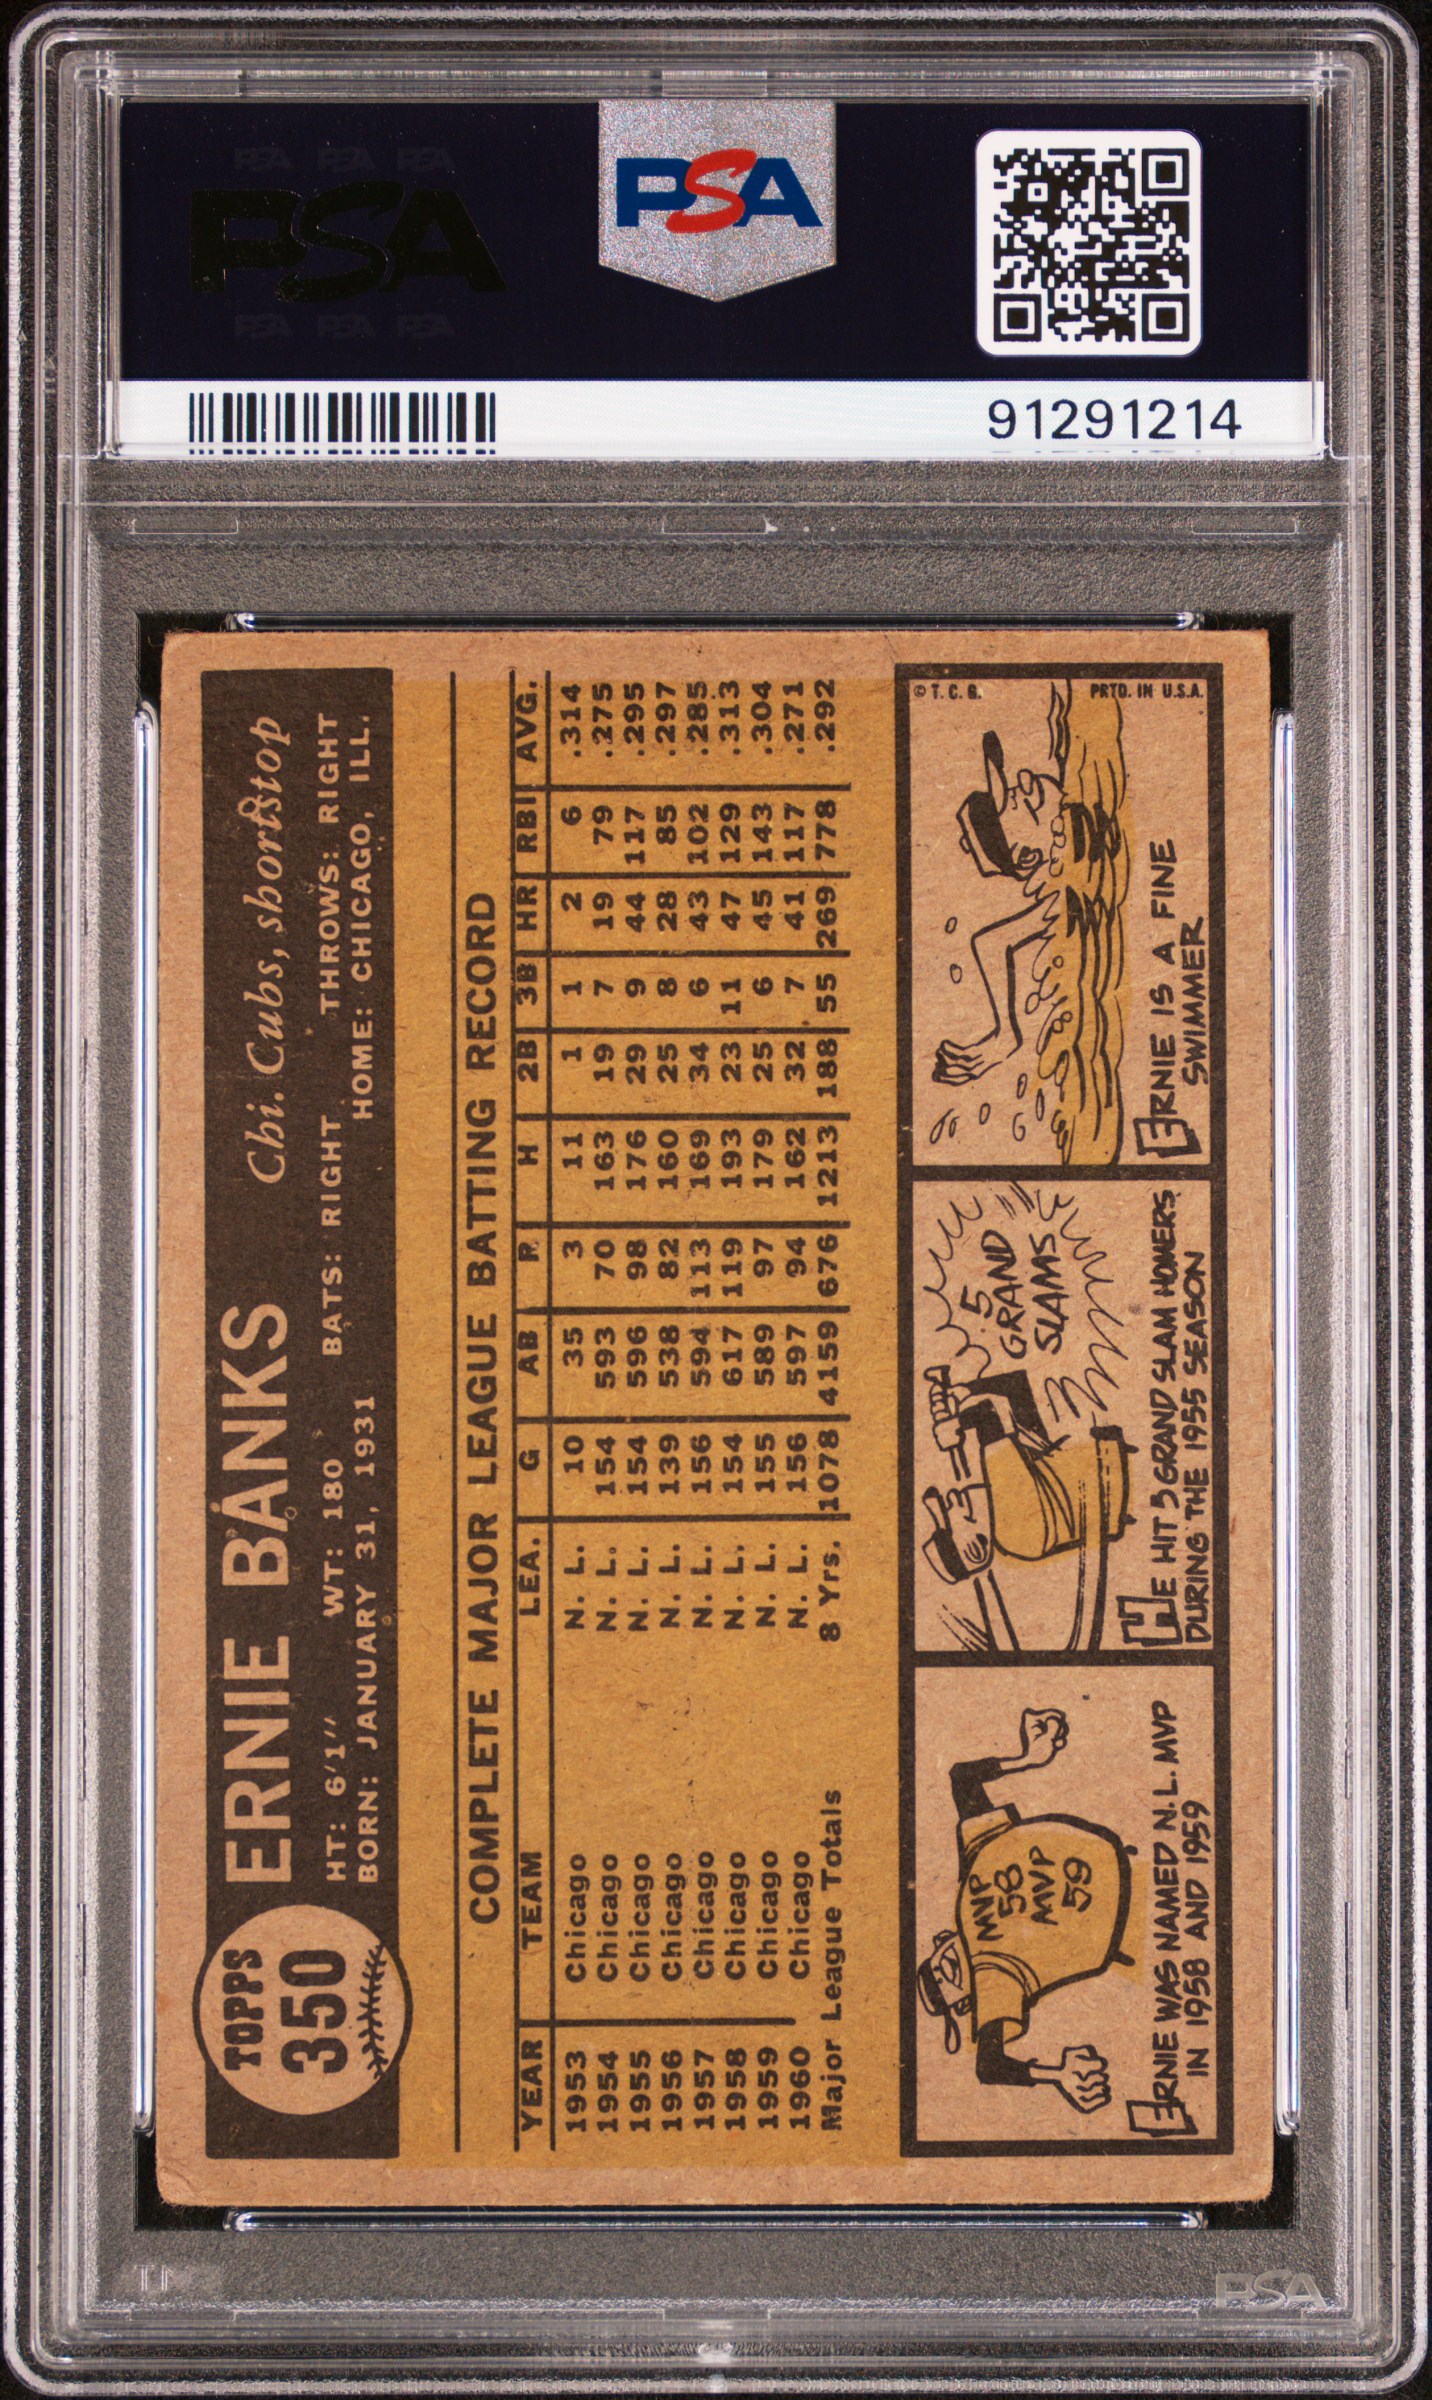 PSA PSA PSA
PSA
PSA PSA PSA
PSA
91291214
TOPPS
350
ERNIE BANKS Chi. Cubs, shortstop
HT: 6'1" WT: 180 BATS: RIGHT THROWS: RIGHT
BORN: JANUARY 31, 1931 HOME: CHICAGO, ILL.
COMPLETE MAJOR LEAGUE BATTING RECORD
YEAR TEAM LEA. G AB R H 2B 3B HR RBI AVG.
1953 Chicago N. L. 10 35 3 11 1 1 2 6 .314
1954 Chicago N. L. 154 593 70 163 19 7 19 79 .275
1955 Chicago N. L. 154 596 98 176 29 9 44 117 .295
1956 Chicago N. L. 139 538 82 160 25 8 28 85 .297
1957 Chicago N. L. 156 594 113 169 34 6 43 102 .285
1958 Chicago N. L. 154 617 119 193 23 11 47 129 .313
1959 Chicago N. L. 155 589 97 179 25 6 45 143 .304
1960 Chicago N. L. 156 597 94 162 32 7 41 117 .271
Major League Totals 8 Yrs. 1078 4159 676 1213 188 55 269 778 .292
MVP
58
MVP
59
ERNIE WAS NAMED N.L. MVP
IN 1958 AND 1959
5
GRAND
SLAMS
HE HIT 5 GRAND SLAM HOMERS
DURING THE 1955 SEASON
© T. C. G.
PRTD. IN U.S.A.
ERNIE IS A FINE
SWIMMER
PSA